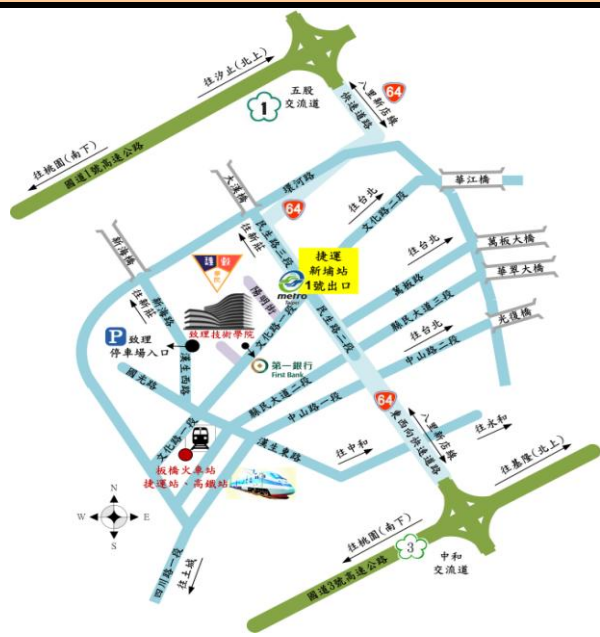 往汐止(北上)
1
五股
交流道
64
八里新店線
快速道路
往桃園(南下)
國道1號高速公路
大漢橋
環河路
華江橋
64
往台北
文化路二段
新海橋
往新莊
民生路三段
往台北
萬板大橋
捷運
新埔站
1號出口
metro
萬板路
華翠大橋
陽明街
往新莊
新海路
縣民大道三段
光復橋
致理技術學院
文化路一段
民生路二段
往台北
中山路二段
P
致理
停車場入口
漢生西路
第一銀行
First Bank
國光路
縣民大道二段
中山路一段
64
文化路一段
漢生東路
往中和
東西向快速道路
八里新店線
往永和
板橋火車站
捷運站、高鐵站
往基隆(北上)
N
W
E
S
往桃園(南下)
3
中和
交流道
四川路一段
往土城
國道3號高速公路